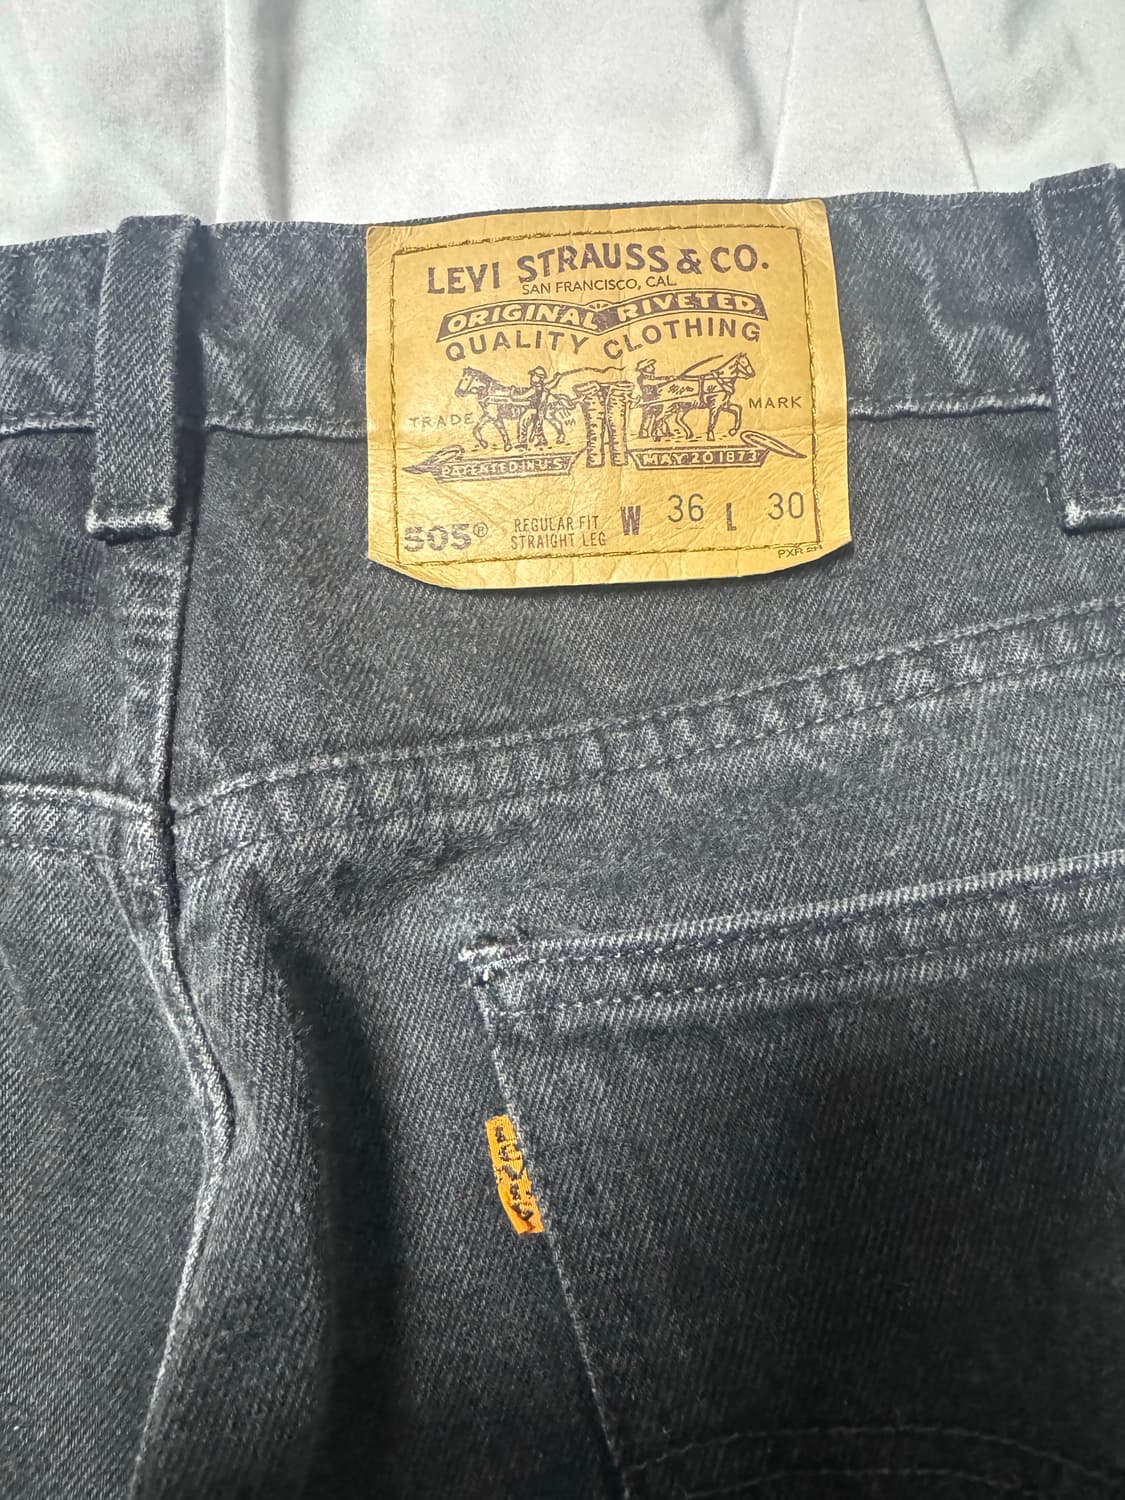 LEVI STRAUSS & CO.
SAN FRANCISCO, CAL.
ORIGINAL RIVETED
QUALITY CLOTHING
TRADE MARK
PATENTED IN U.S. MAY 20 1873
505® REGULAR FIT STRAIGHT LEG W 36 L 30
LEVI'S